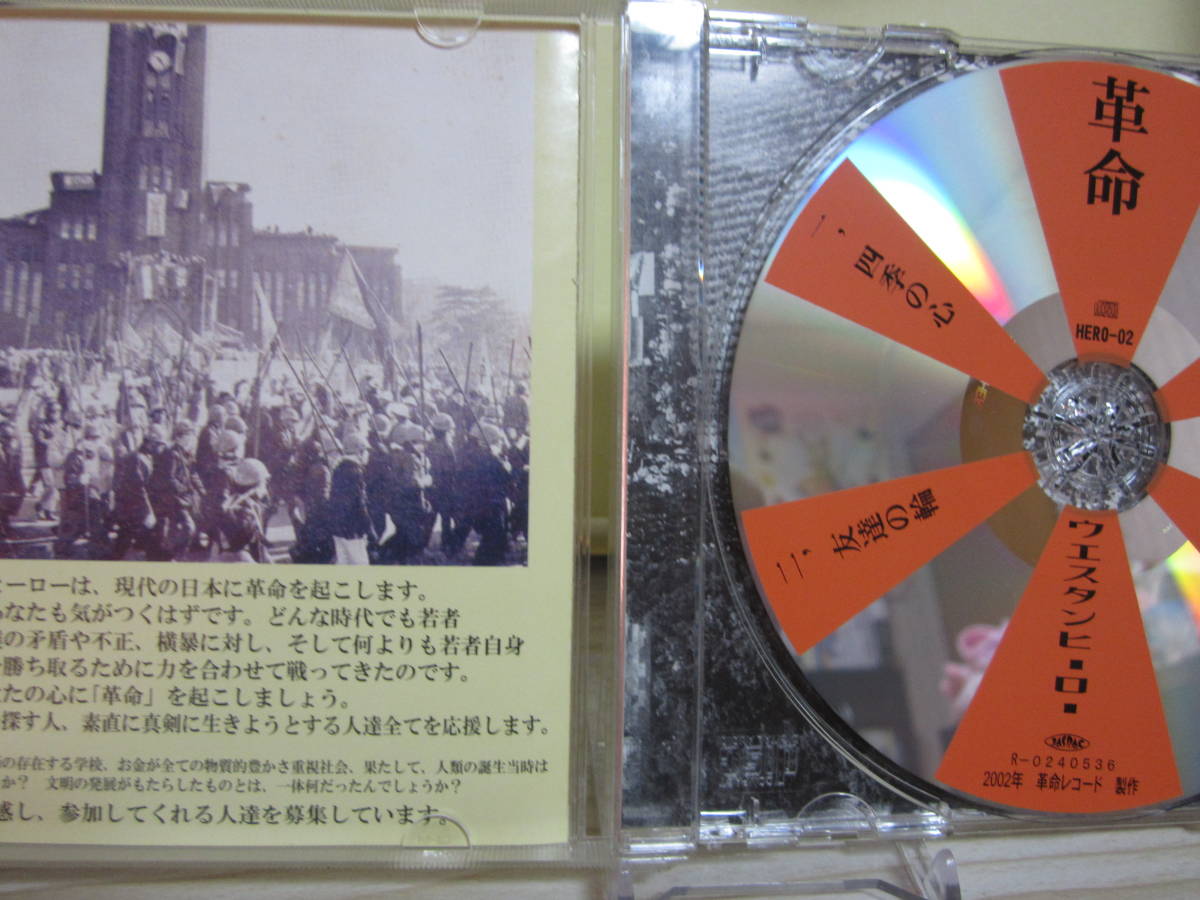 ーローは、現代の日本に革命を起こします。
なたも気がつくはずです。どんな時代でも若者
の矛盾や不正、横暴に対し、そして何よりも若者自身
勝ち取るために力を合わせて戦ってきたのです。
たの心に「革命」を起こしましょう。
探す人、素直に真剣に生きようとする人達全てを応援します。
の存在する学校、お金が全ての物質的豊かさ重視社会、果たして、人類の誕生当時は
か？ 文明の発展がもたらしたものとは、一体何だったんでしょうか？
感し、参加してくれる人達を募集しています。
革命
HERO-02
一，四季の心
二，友達の輪
ウエスタンヒーロー
R-0240536
2002年 革命レコード 製作